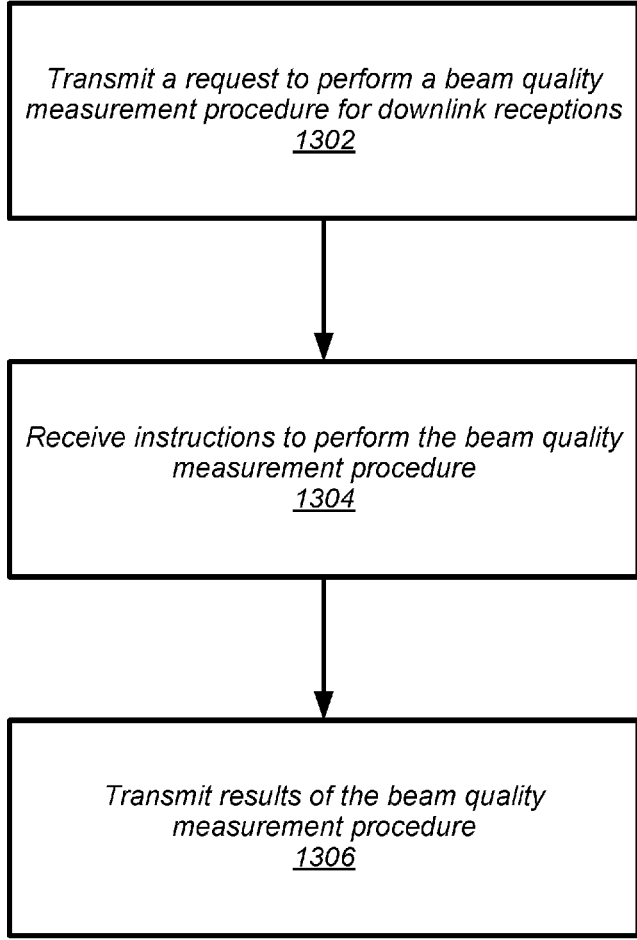 Transmit a request to perform a beam quality
measurement procedure for downlink receptions
1302
Receive instructions to perform the beam quality
measurement procedure
1304
Transmit results of the beam quality
measurement procedure
1306